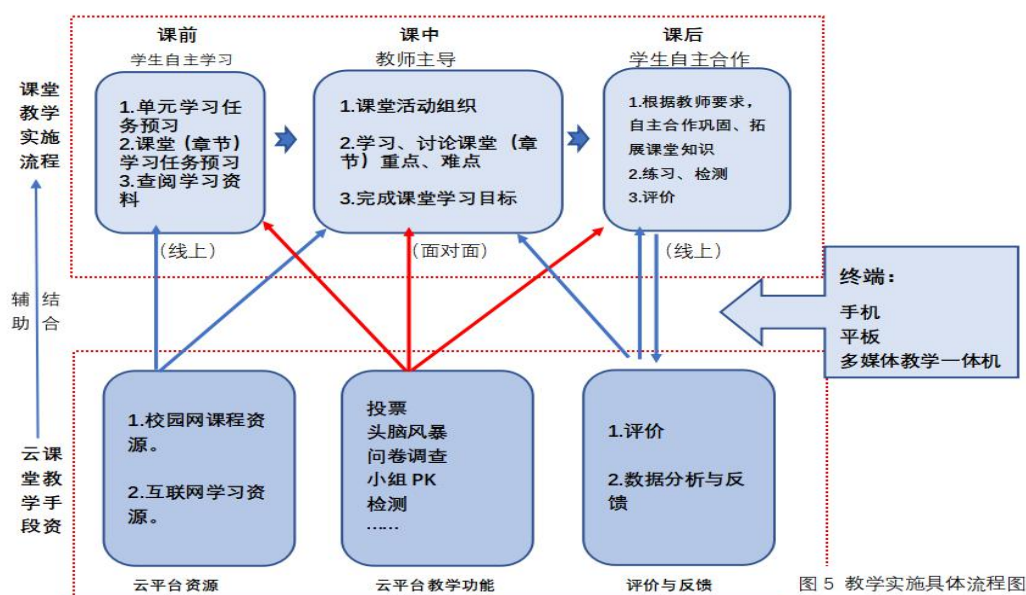 课前
学生自主学习
课中
教师主导
课后
学生自主合作
课堂
教学
实施
流程
1.单元学习任
务预习
2.课堂（章节）
学习任务预习
3.查阅学习资
料
1.课堂活动组织
2.学习、讨论课堂（章
节）重点、难点
3.完成课堂学习目标
1.根据教师要求，
自主合作巩固、拓
展课堂知识
2.练习、检测
3.评价
（线上）
（面对面）
（线上）
辅 结
助 合
终端：
手机
平板
多媒体教学一体机
云课
堂教
学手
段资
1.校园网课程资
源。
2.互联网学习资
源。
投票
头脑风暴
问卷调查
小组 PK
检测
……
1.评价
2.数据分析与反
馈
云平台资源
云平台教学功能
评价与反馈
图 5 教学实施具体流程图